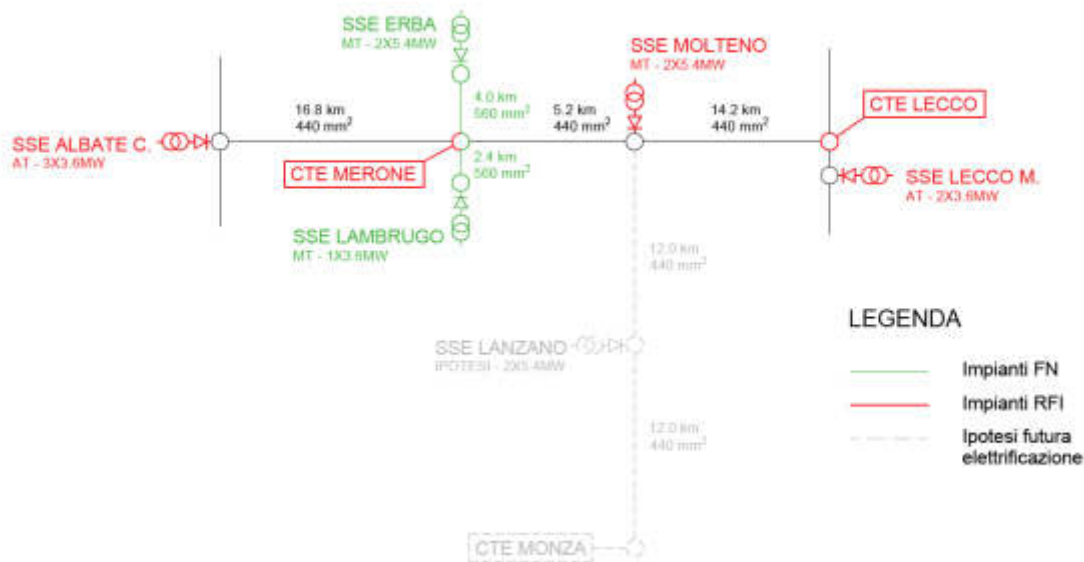 SSE ERBA
MT - 2X5.4MW
SSE MOLTENO
MT - 2X5.4MW
16.8 km
440 mm²
4.0 km
560 mm²
5.2 km
440 mm²
14.2 km
440 mm²
CTE LECCO
SSE ALBATE C.
AT - 3X3.6MW
CTE MERONE
2.4 km
560 mm²
SSE LECCO M.
AT - 2X3.6MW
SSE LAMBRUGO
MT - 1X3.6MW
12.0 km
440 mm²
SSE LANZANO
IPOTESI - 2X5.4MW
12.0 km
440 mm²
CTE MONZA
LEGENDA
Impianti FN
Impianti RFI
Ipotesi futura
elettrificazione